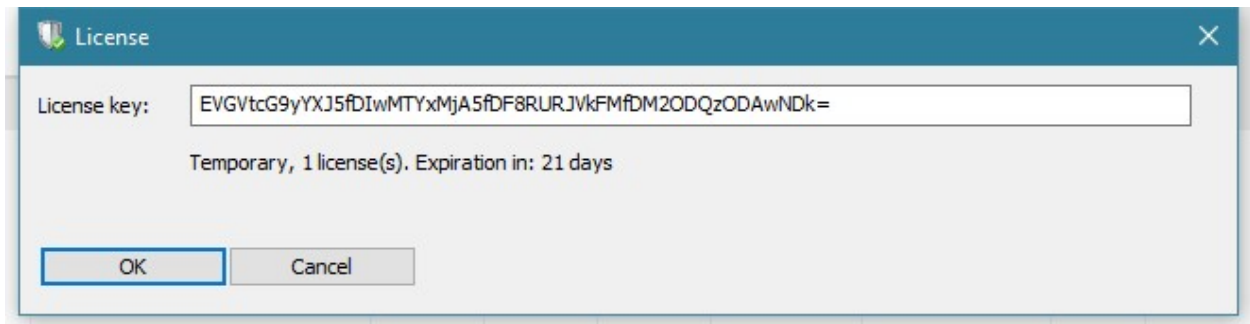 License
License key: EVGVtcG9yYXJ5fDIwMTYxMjA5fDF8RURJVkFMfDM2ODQzODAwNDk=
Temporary, 1 license(s). Expiration in: 21 days
OK Cancel